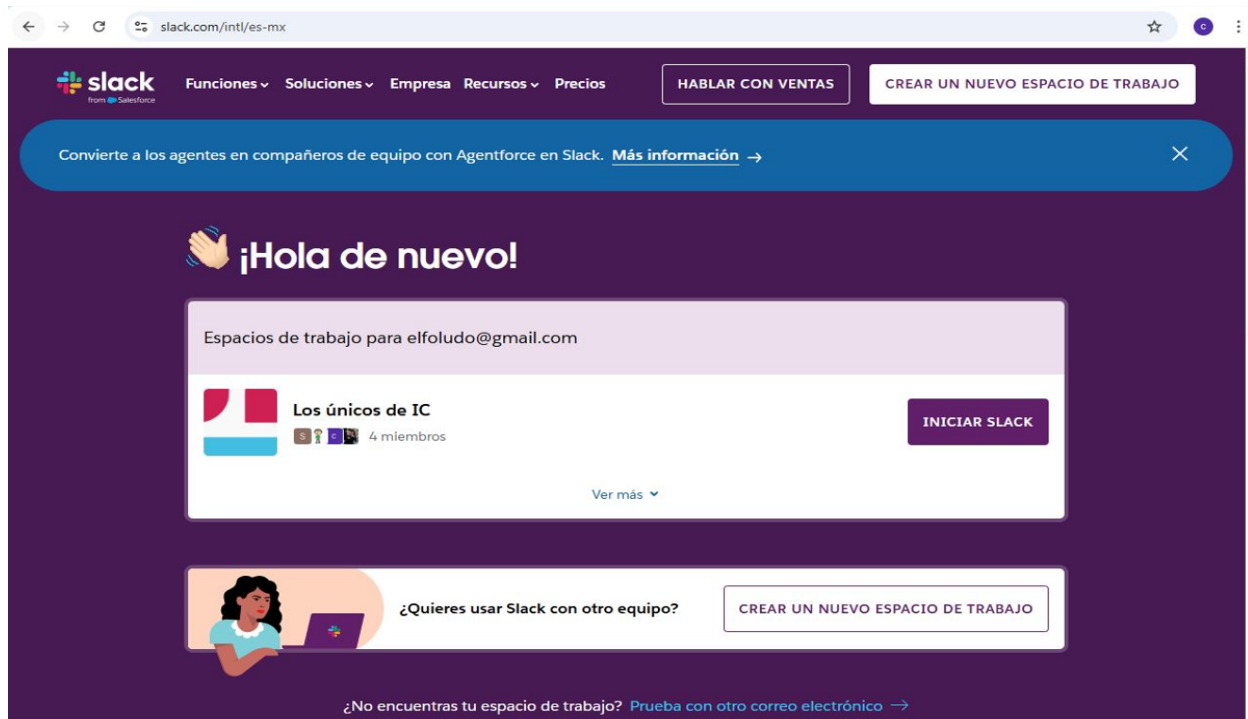 slack.com/intl/es-mx
C
slack
from Salesforce
Funciones Soluciones Empresa Recursos Precios
HABLAR CON VENTAS
CREAR UN NUEVO ESPACIO DE TRABAJO
Convierte a los agentes en compañeros de equipo con Agentforce en Slack. Más información →
¡Hola de nuevo!
Espacios de trabajo para elfoludo@gmail.com
Los únicos de IC
S C 4 miembros
INICIAR SLACK
Ver más
¿Quieres usar Slack con otro equipo?
CREAR UN NUEVO ESPACIO DE TRABAJO
¿No encuentras tu espacio de trabajo? Prueba con otro correo electrónico →